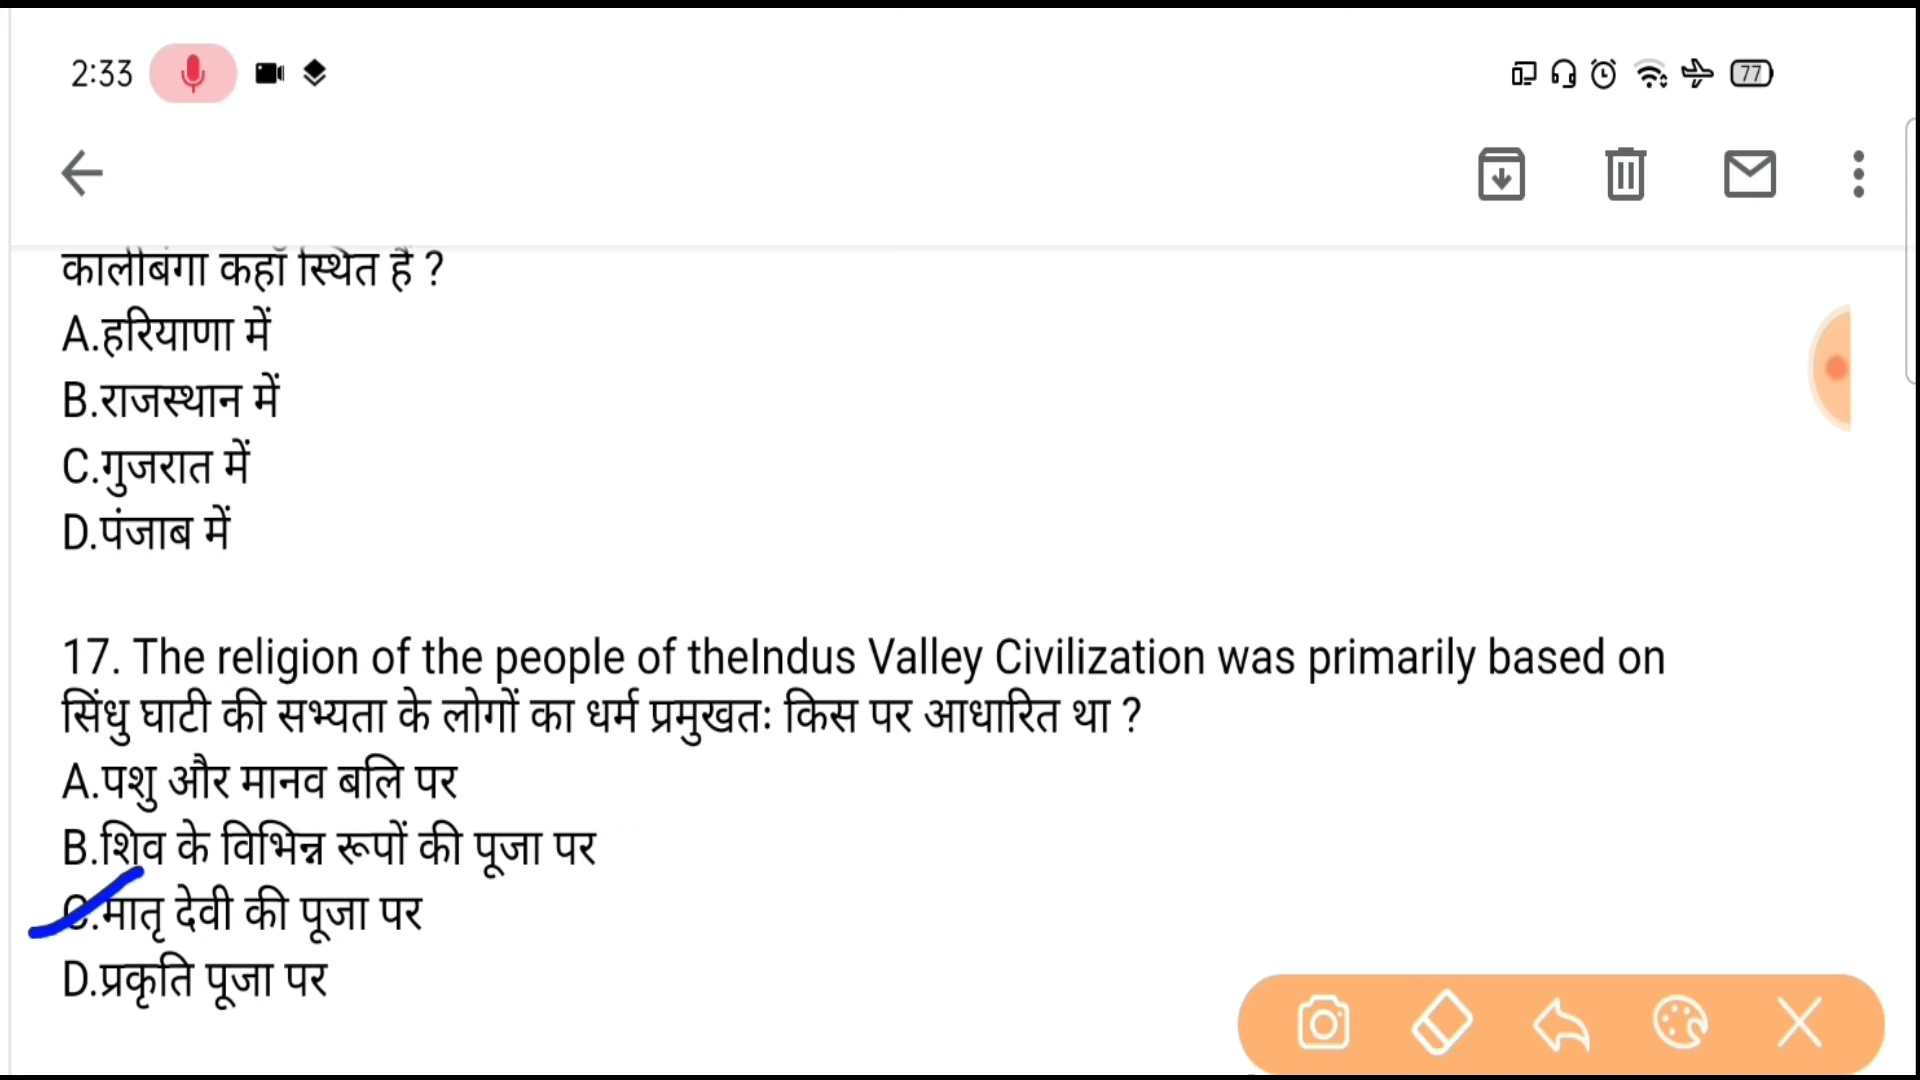 2:33
77
कालीबंगा कहाँ स्थित है ?
A.हरियाणा में
B.राजस्थान में
C.गुजरात में
D.पंजाब में
17. The religion of the people of theIndus Valley Civilization was primarily based on
सिंधु घाटी की सभ्यता के लोगों का धर्म प्रमुखतः किस पर आधारित था ?
A.पशु और मानव बलि पर
B.शिव के विभिन्न रूपों की पूजा पर
C.मातृ देवी की पूजा पर
D.प्रकृति पूजा पर